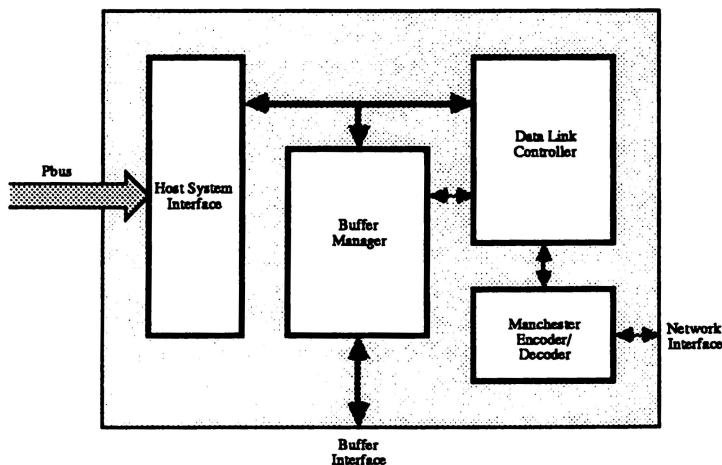 Pbus
Host System
Interface
Buffer
Manager
Data Link
Controller
Manchester
Encoder/
Decoder
Network
Interface
Buffer
Interface